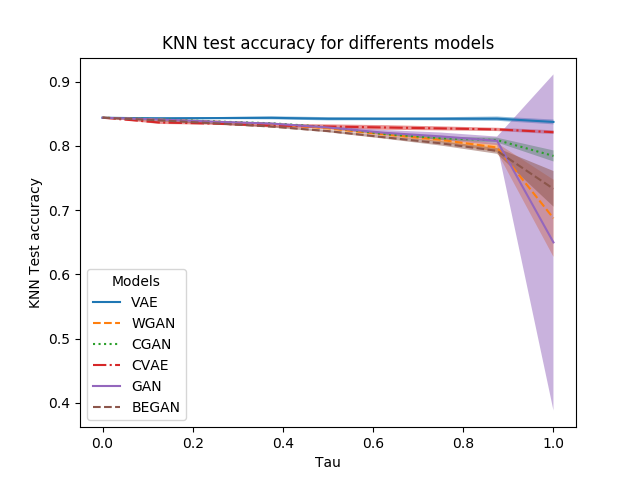 KNN test accuracy for differents models
KNN Test accuracy
0.9
0.8
0.7
0.6
0.5
0.4
Models
VAE
WGAN
CGAN
CVAE
GAN
BEGAN
0.0 0.2 0.4 0.6 0.8 1.0
Tau